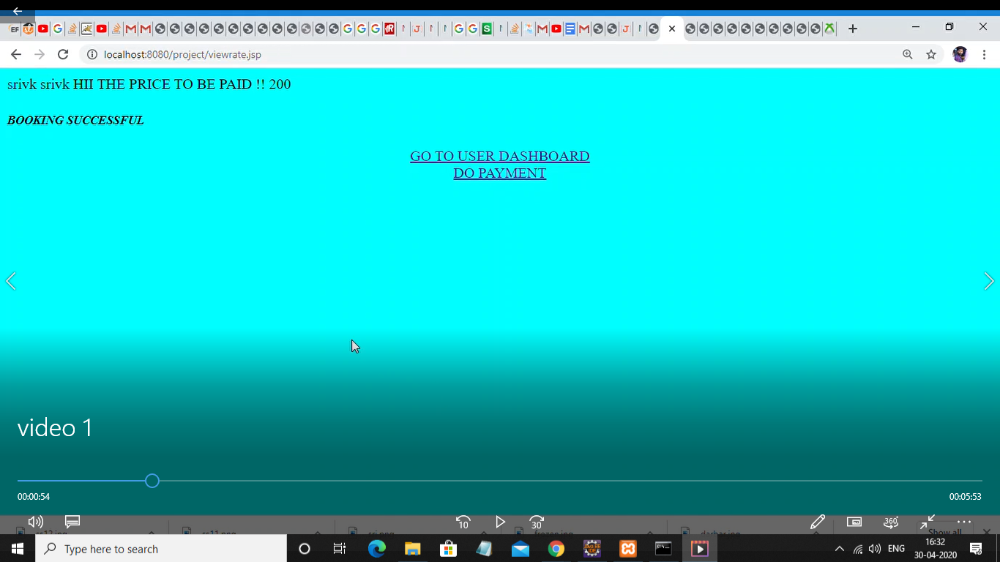 EF
localhost:8080/project/viewrate.jsp
srivk srivk HII THE PRICE TO BE PAID !! 200
BOOKING SUCCESSFUL
GO TO USER DASHBOARD
DO PAYMENT
video 1
00:00:54
00:05:53
10
30
360°
Show all
Type here to search
ENG
16:32
30-04-2020